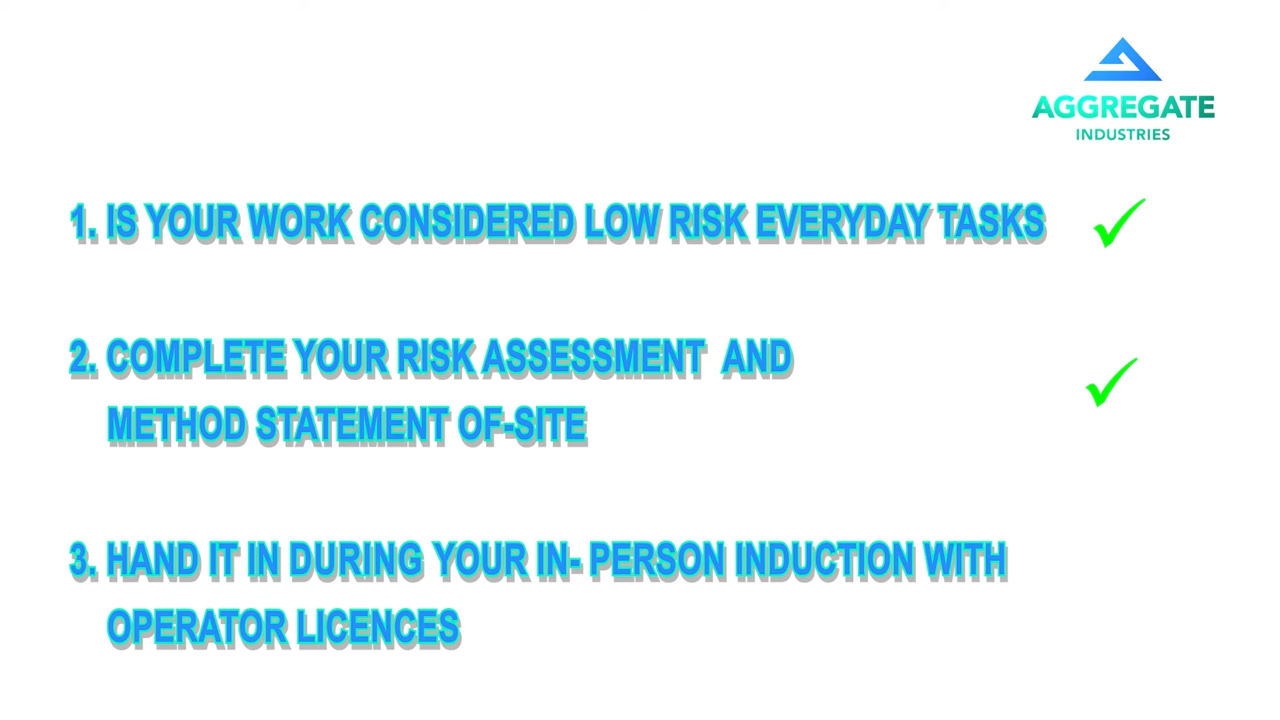 AGGREGATE
INDUSTRIES
1. IS YOUR WORK CONSIDERED LOW RISK EVERYDAY TASKS
2. COMPLETE YOUR RISK ASSESSMENT AND
METHOD STATEMENT OF-SITE
3. HAND IT IN DURING YOUR IN- PERSON INDUCTION WITH
OPERATOR LICENCES